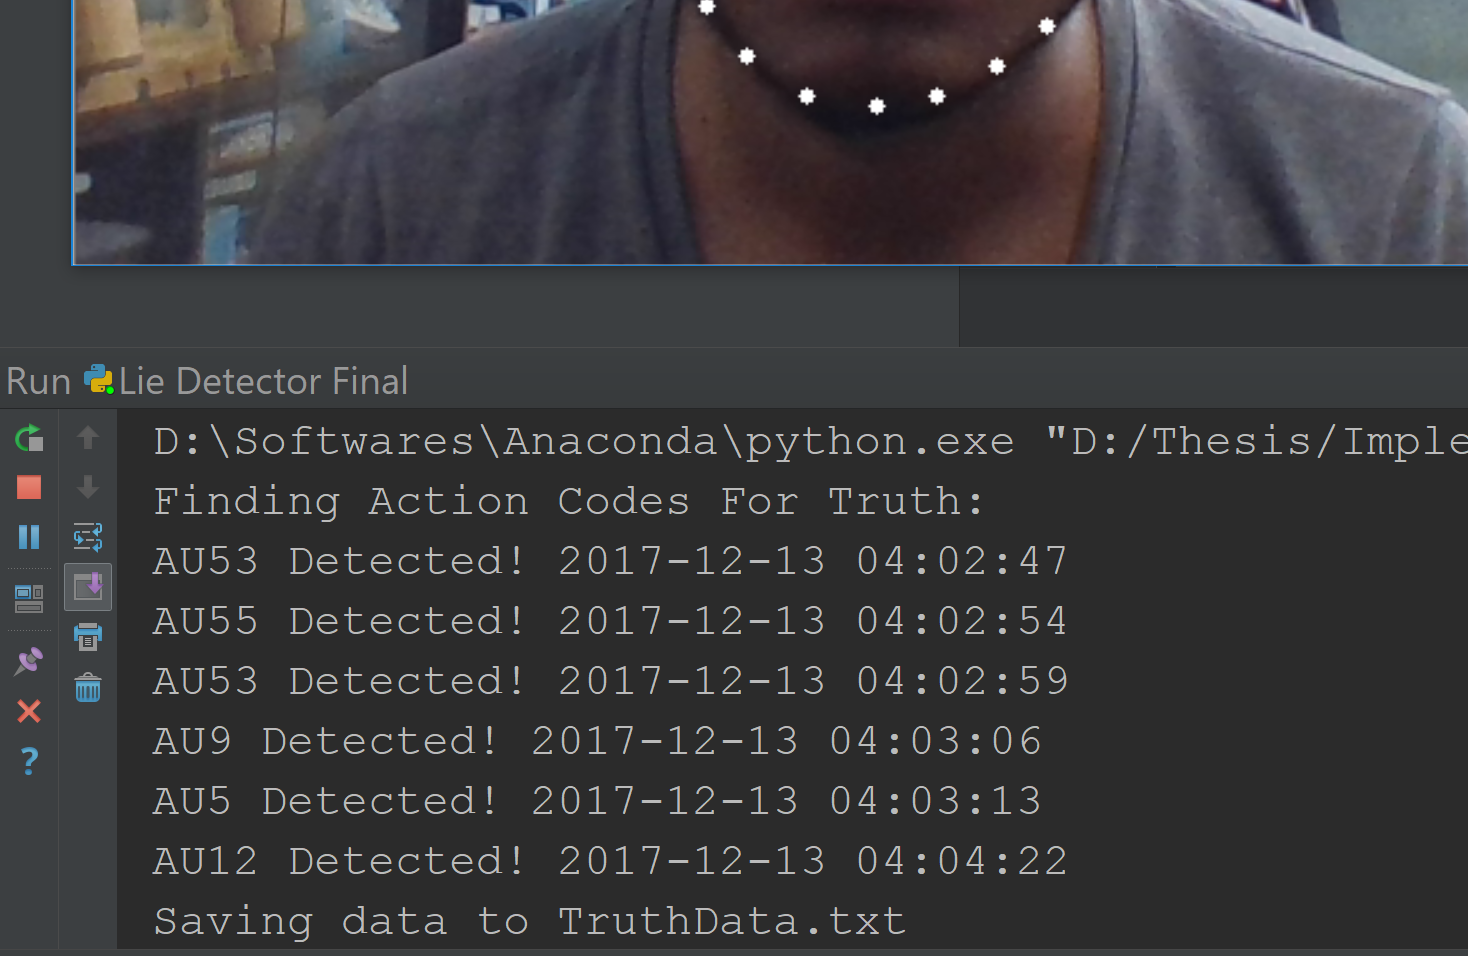 Run Lie Detector Final
D:\Softwares\Anaconda\python.exe "D:/Thesis/Imple
Finding Action Codes For Truth:
AU53 Detected! 2017-12-13 04:02:47
AU55 Detected! 2017-12-13 04:02:54
AU53 Detected! 2017-12-13 04:02:59
AU9 Detected! 2017-12-13 04:03:06
AU5 Detected! 2017-12-13 04:03:13
AU12 Detected! 2017-12-13 04:04:22
Saving data to TruthData.txt